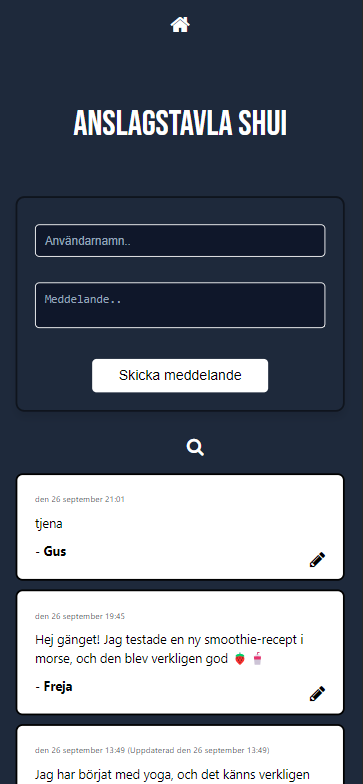 ANSLAGSTAVLA SHUI
Användarnamn..
Meddelande..
Skicka meddelande
den 26 september 21:01
tjena
- Gus
den 26 september 19:45
Hej gänget! Jag testade en ny smoothie-recept i
morse, och den blev verkligen god 🍓 🥤
- Freja
den 26 september 13:49 (Uppdaterad den 26 september 13:49)
Jag har börjat med yoga, och det känns verkligen